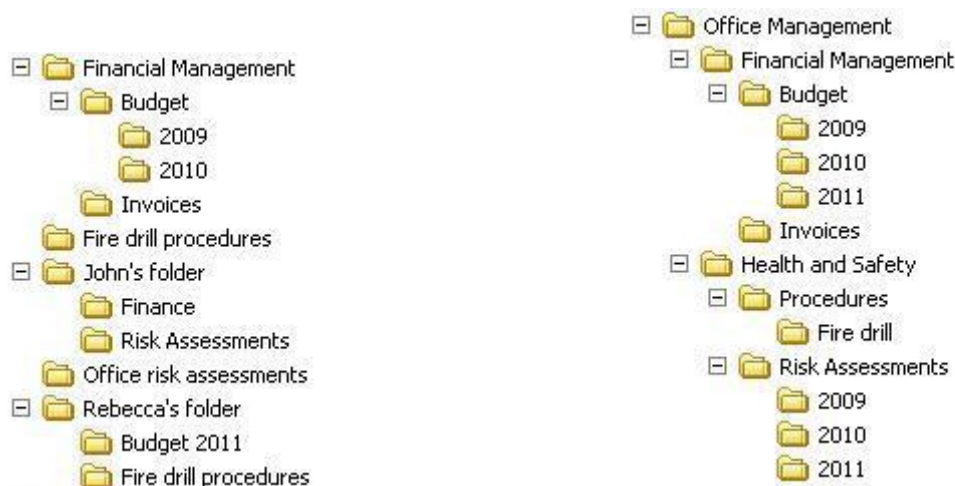 Financial Management
Budget
2009
2010
Invoices
Fire drill procedures
John's folder
Finance
Risk Assessments
Office risk assessments
Rebecca's folder
Budget 2011
Fire drill procedures
Office Management
Financial Management
Budget
2009
2010
2011
Invoices
Health and Safety
Procedures
Fire drill
Risk Assessments
2009
2010
2011